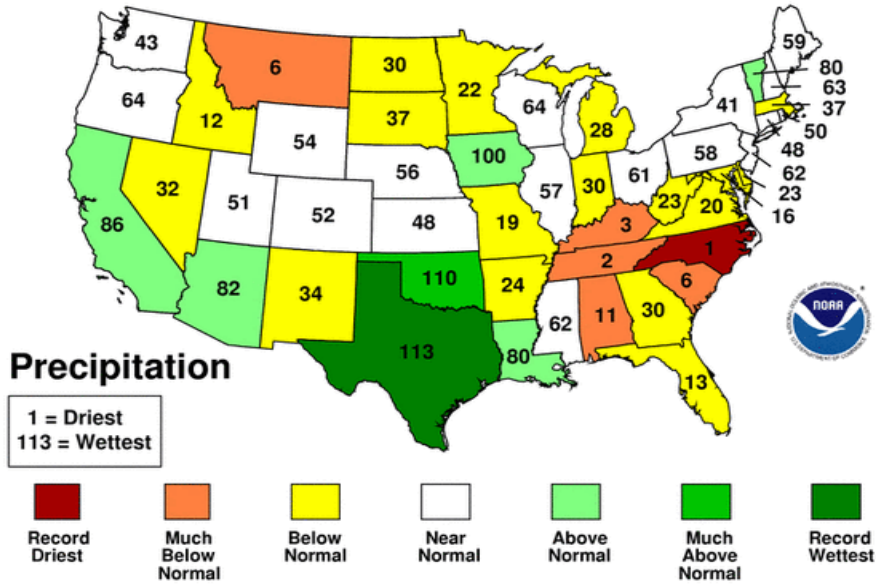 43
59
6
30
80
64
22
63
64
41
37
12
37
28
50
54
100
58
48
56
61
62
32
57
30
23
23
20
51
52
48
19
3
16
86
1
2
82
34
110
24
6
11
30
62
113
80
13
NOAA
Precipitation
1 = Driest
113 = Wettest
Record
Driest
Much
Below
Normal
Below
Normal
Near
Normal
Above
Normal
Much
Above
Normal
Record
Wettest